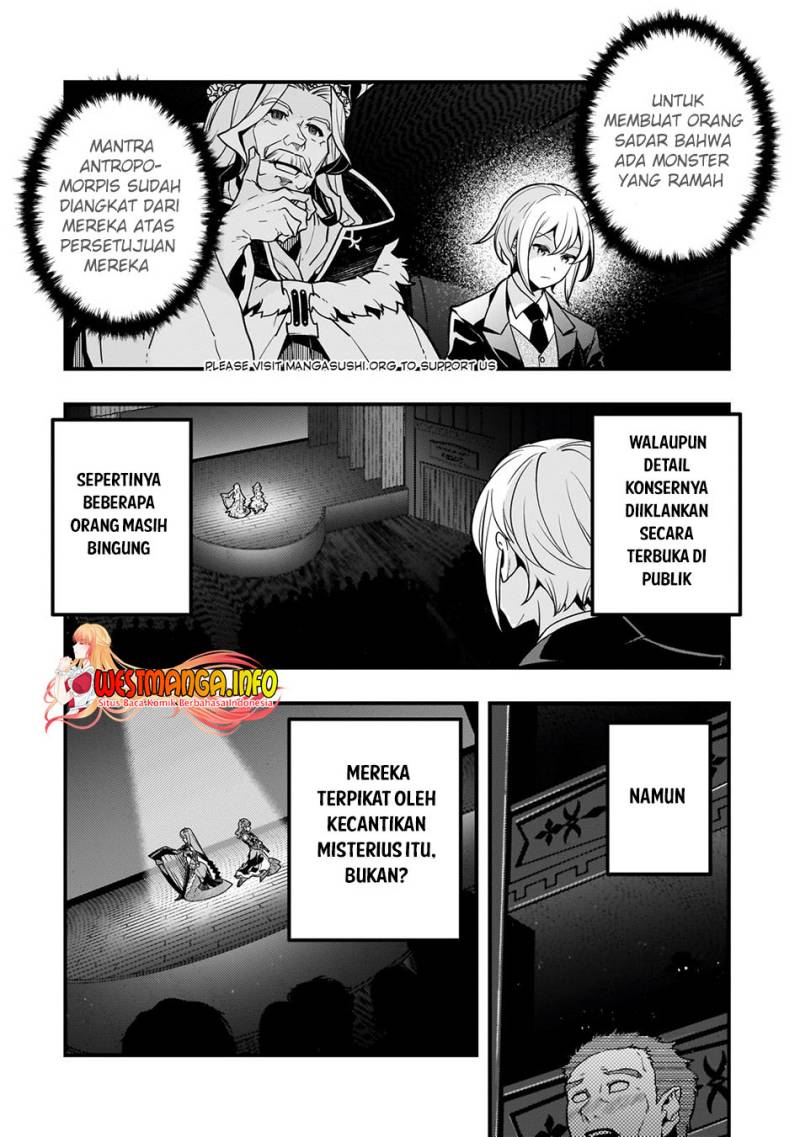 UNTUK
MEMBUAT ORANG
SADAR BAHWA
ADA MONSTER
YANG RAMAH
MANTRA
ANTROPO-
MORPIS SUDAH
DIANGKAT DARI
MEREKA ATAS
PERSETUJUAN
MEREKA
PLEASE VISIT MANGASUSHI.ORG TO SUPPORT US
WALAUPUN
DETAIL
KONSERNYA
DIIKLANKAN
SECARA
TERBUKA DI
PUBLIK
SEPERTINYA
BEBERAPA
ORANG MASIH
BINGUNG
WESTMANGA.INFO
Situs Baca Komik Berbahasa Indonesia
NAMUN
MEREKA
TERPIKAT OLEH
KECANTIKAN
MISTERIUS ITU,
BUKAN?